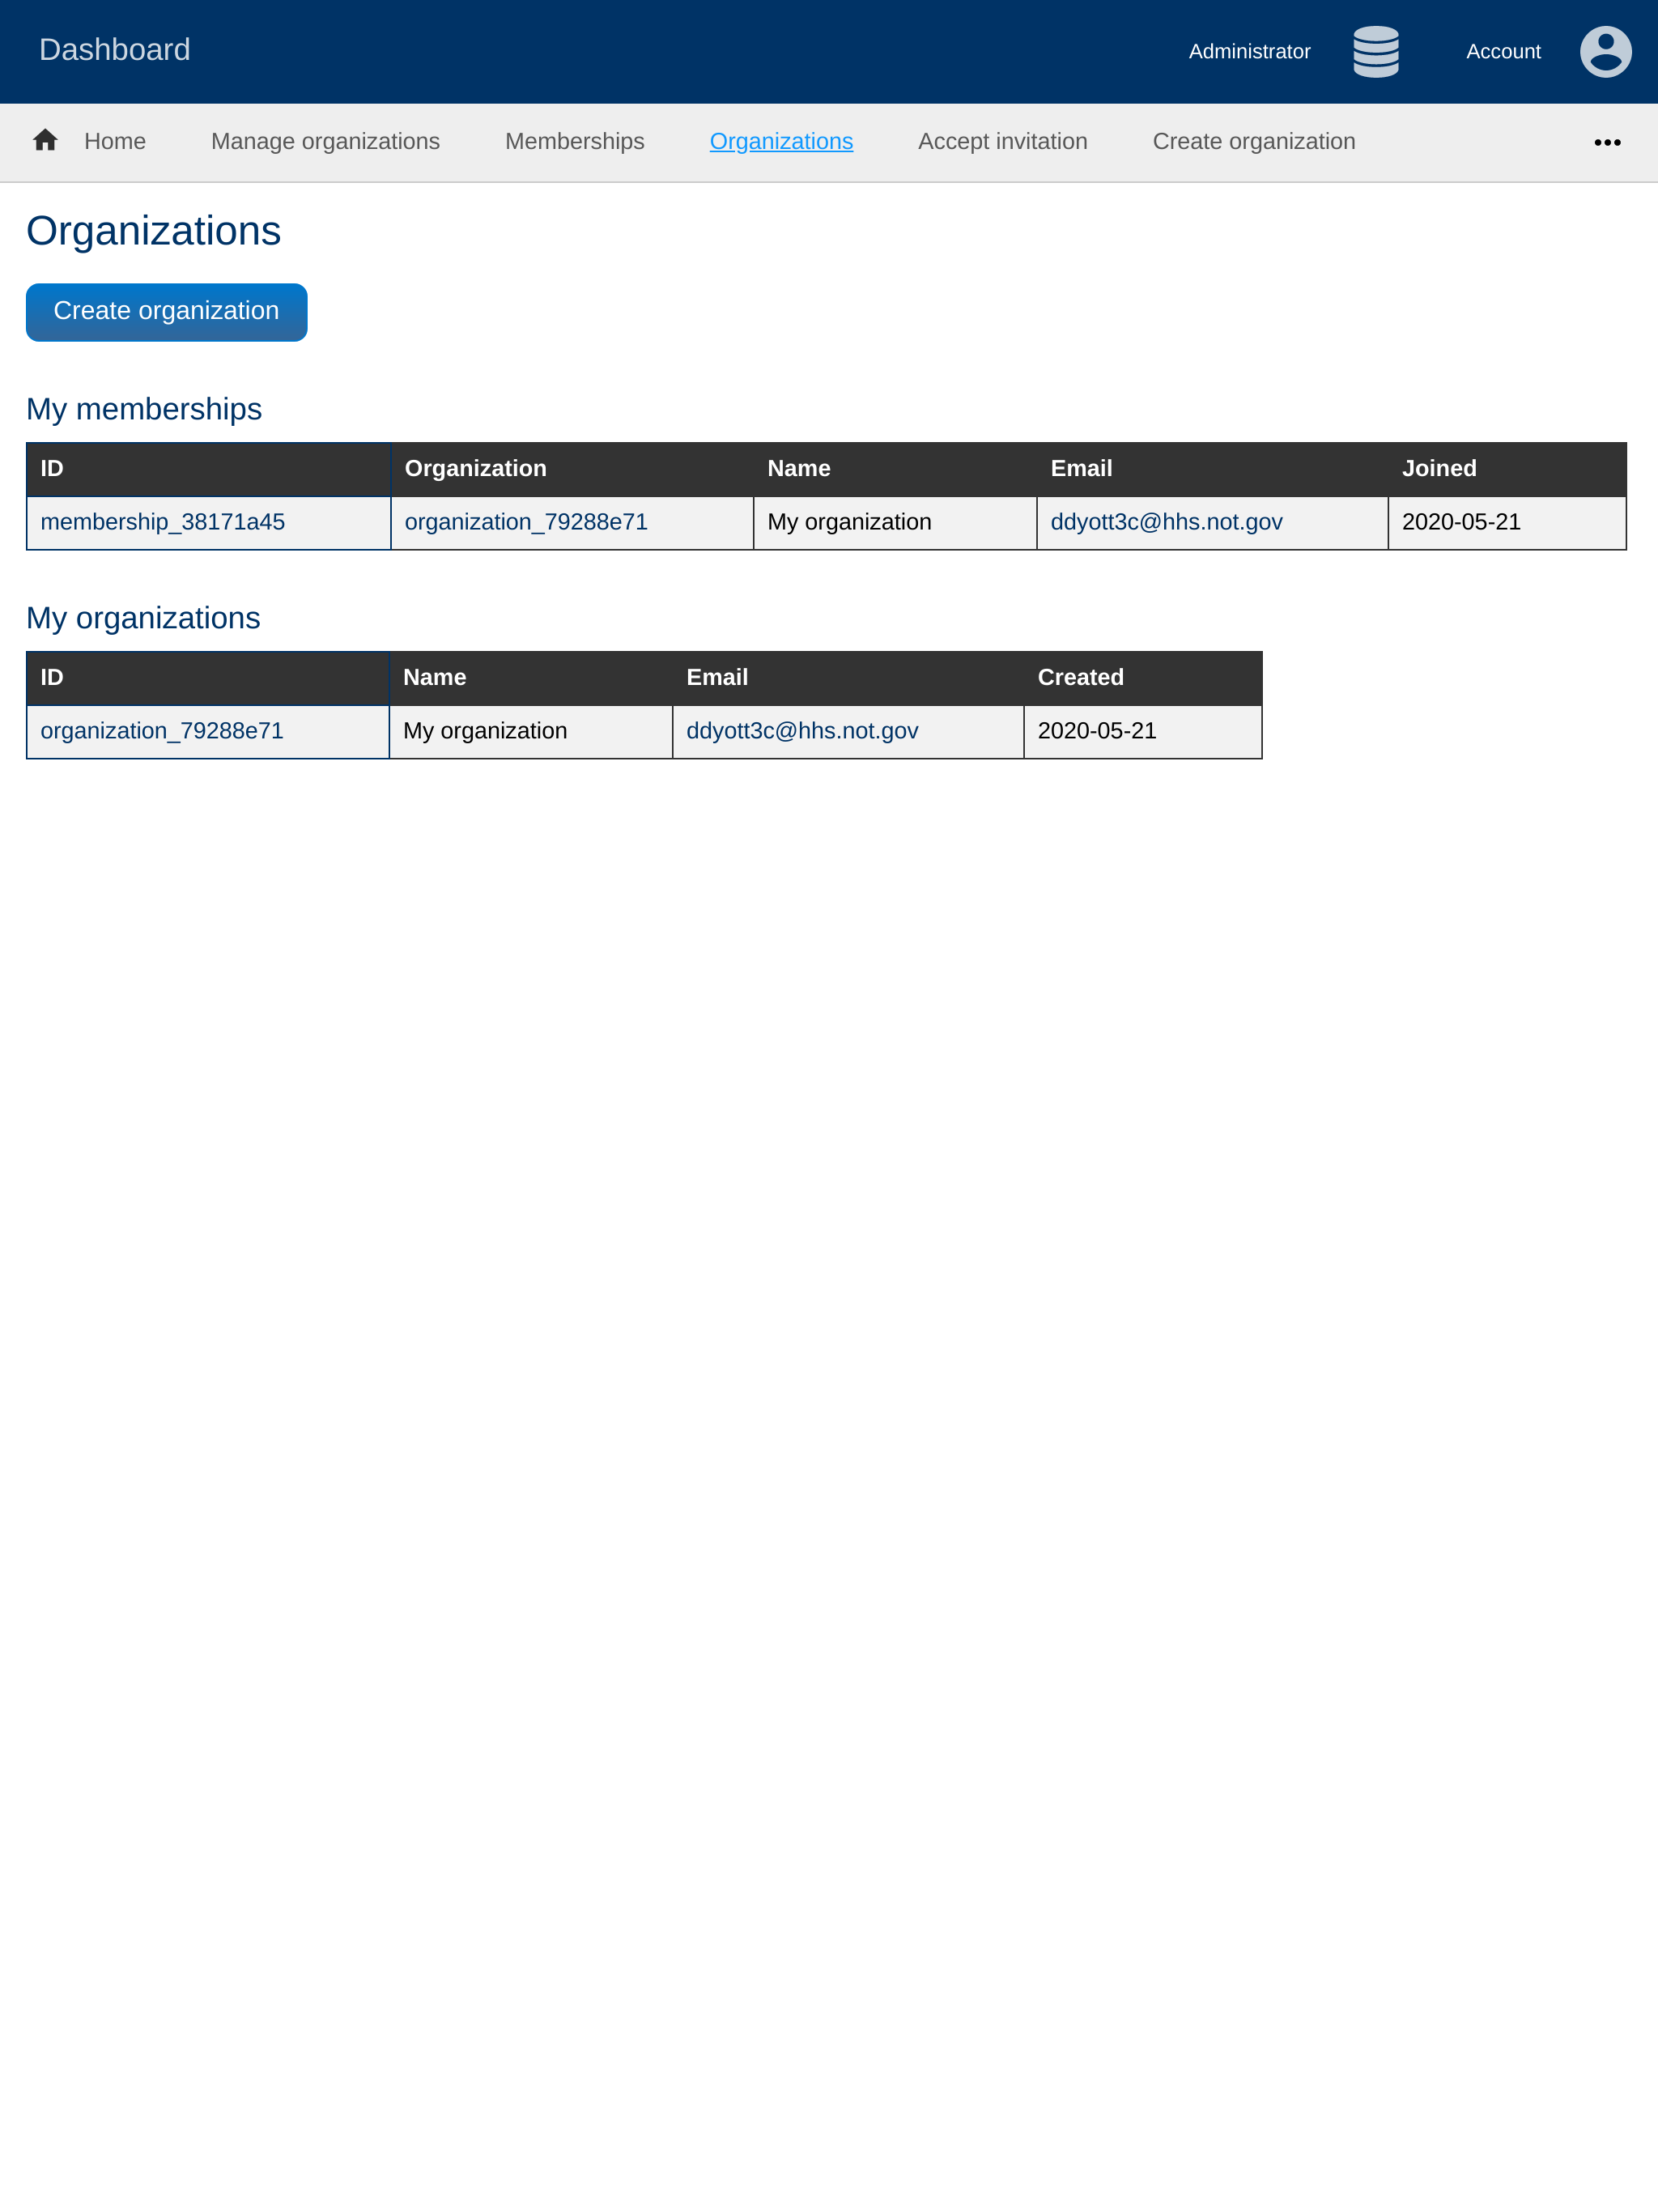 Dashboard Administrator Account
Home Manage organizations Memberships Organizations Accept invitation Create organization •••
Organizations
Create organization
My memberships
ID Organization Name Email Joined
membership_38171a45 organization_79288e71 My organization ddyott3c@hhs.not.gov 2020-05-21
My organizations
ID Name Email Created
organization_79288e71 My organization ddyott3c@hhs.not.gov 2020-05-21